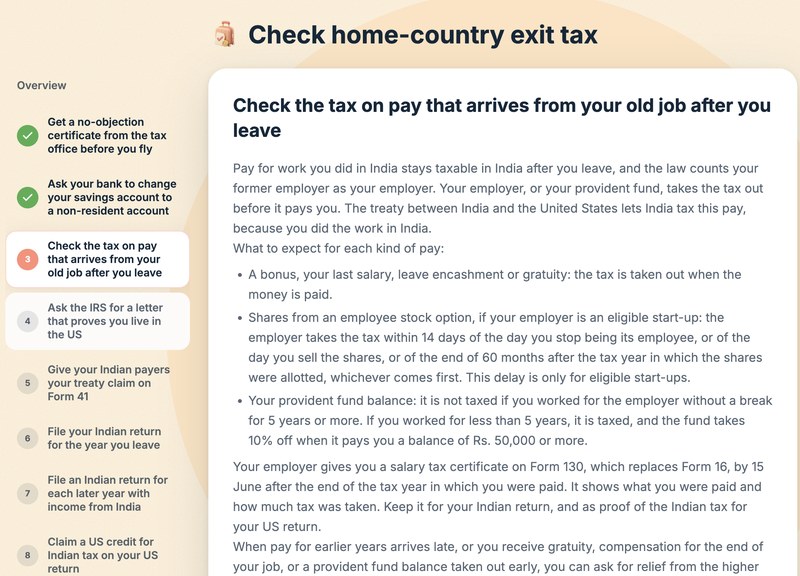 Check home-country exit tax
Overview
Get a no-objection
certificate from the tax
office before you fly
Ask your bank to change
your savings account to
a non-resident account
3
Check the tax on pay
that arrives from your
old job after you leave
4
Ask the IRS for a letter
that proves you live in
the US
5
Give your Indian payers
your treaty claim on
Form 41
6
File your Indian return
for the year you leave
7
File an Indian return for
each later year with
income from India
8
Claim a US credit for
Indian tax on your US
return
Check the tax on pay that arrives from your old job after you
leave
Pay for work you did in India stays taxable in India after you leave, and the law counts your
former employer as your employer. Your employer, or your provident fund, takes the tax out
before it pays you. The treaty between India and the United States lets India tax this pay,
because you did the work in India.
What to expect for each kind of pay:
• A bonus, your last salary, leave encashment or gratuity: the tax is taken out when the
money is paid.
• Shares from an employee stock option, if your employer is an eligible start-up: the
employer takes the tax within 14 days of the day you stop being its employee, or of the
day you sell the shares, or of the end of 60 months after the tax year in which the shares
were allotted, whichever comes first. This delay is only for eligible start-ups.
• Your provident fund balance: it is not taxed if you worked for the employer without a break
for 5 years or more. If you worked for less than 5 years, it is taxed, and the fund takes
10% off when it pays you a balance of Rs. 50,000 or more.
Your employer gives you a salary tax certificate on Form 130, which replaces Form 16, by 15
June after the end of the tax year in which you were paid. It shows what you were paid and
how much tax was taken. Keep it for your Indian return, and as proof of the Indian tax for
your US return.
When pay for earlier years arrives late, or you receive gratuity, compensation for the end of
your job, or a provident fund balance taken out early, you can ask for relief from the higher